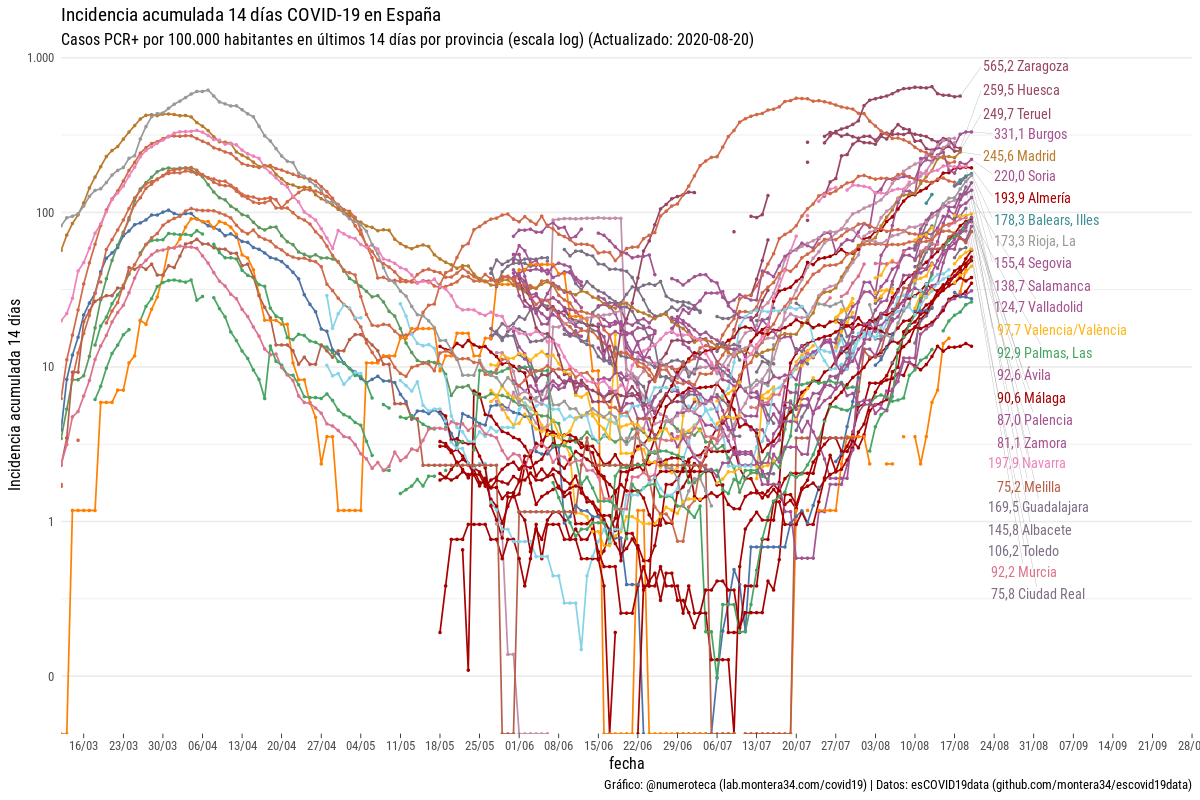 Incidencia acumulada 14 días COVID-19 en España
Casos PCR+ por 100.000 habitantes en últimos 14 días por provincia (escala log) (Actualizado: 2020-08-20)
Incidencia acumulada 14 días
1.000
100
10
1
0
565,2 Zaragoza
259,5 Huesca
249,7 Teruel
331,1 Burgos
245,6 Madrid
220,0 Soria
193,9 Almería
178,3 Balears, Illes
173,3 Rioja, La
155,4 Segovia
138,7 Salamanca
124,7 Valladolid
97,7 Valencia/València
92,9 Palmas, Las
92,6 Ávila
90,6 Málaga
87,0 Palencia
81,1 Zamora
197,9 Navarra
75,2 Melilla
169,5 Guadalajara
145,8 Albacete
106,2 Toledo
92,2 Murcia
75,8 Ciudad Real
16/03 23/03 30/03 06/04 13/04 20/04 27/04 04/05 11/05 18/05 25/05 01/06 08/06 15/06 22/06 29/06 06/07 13/07 20/07 27/07 03/08 10/08 17/08 24/08 31/08 07/09 14/09 21/09 28/0
fecha
Gráfico: @numeroteca (lab.montera34.com/covid19) | Datos: esCOVID19data (github.com/montera34/escovid19data)